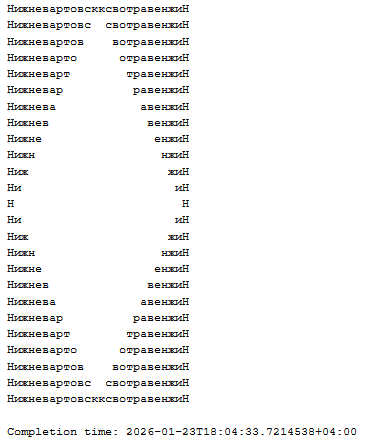 НижневартовскксвотравенжиН
Нижневартовс  свотравенжиН
Нижневартов    вотравенжиН
Нижневарто      отравенжиН
Нижневарт        травенжиН
Нижневар          равенжиН
Нижнева            авенжиН
Нижнев              венжиН
Нижне                енжиН
Нижн                  нжиН
Ниж                    жиН
Ни                      иН
Н                        Н
Ни                      иН
Ниж                    жиН
Нижн                  нжиН
Нижне                енжиН
Нижнев              венжиН
Нижнева            авенжиН
Нижневар          равенжиН
Нижневарт        травенжиН
Нижневарто      отравенжиН
Нижневартов    вотравенжиН
Нижневартовс  свотравенжиН
НижневартовскксвотравенжиН
Completion time: 2026-01-23T18:04:33.7214538+04:00